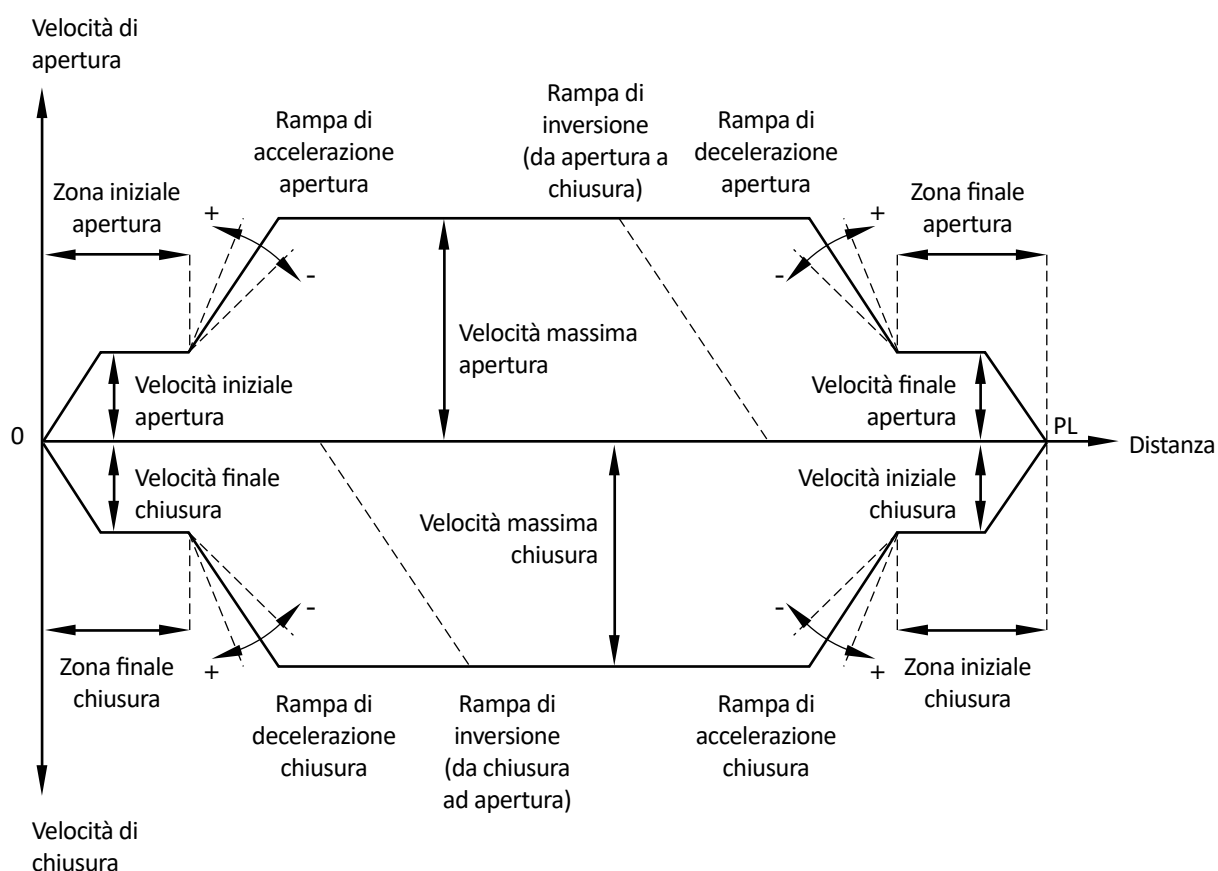 Velocità di
apertura
Rampa di
accelerazione
apertura
Rampa di
inversione
(da apertura a
chiusura)
Rampa di
decelerazione
apertura
Zona iniziale
apertura
Zona finale
apertura
+
-
+
-
Velocità massima
apertura
Velocità iniziale
apertura
Velocità finale
apertura
0
PL
Distanza
Velocità finale
chiusura
Velocità iniziale
chiusura
Velocità massima
chiusura
-
+
-
+
Zona finale
chiusura
Zona iniziale
chiusura
Rampa di
decelerazione
chiusura
Rampa di
inversione
(da chiusura
ad apertura)
Rampa di
accelerazione
chiusura
Velocità di
chiusura